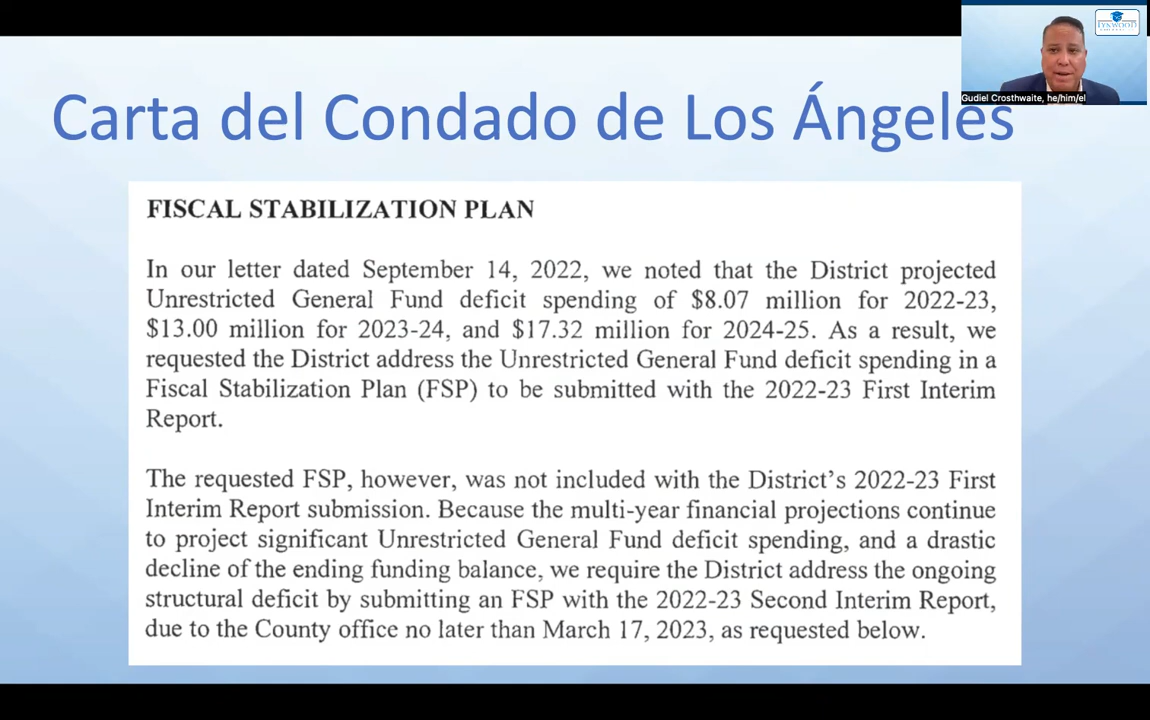 LYNWOOD
Gudiel Crosthwaite, he/him/el
Carta del Condado de Los Ángeles
FISCAL STABILIZATION PLAN
In our letter dated September 14, 2022, we noted that the District projected
Unrestricted General Fund deficit spending of $8.07 million for 2022-23,
$13.00 million for 2023-24, and $17.32 million for 2024-25. As a result, we
requested the District address the Unrestricted General Fund deficit spending in a
Fiscal Stabilization Plan (FSP) to be submitted with the 2022-23 First Interim
Report.
The requested FSP, however, was not included with the District’s 2022-23 First
Interim Report submission. Because the multi-year financial projections continue
to project significant Unrestricted General Fund deficit spending, and a drastic
decline of the ending funding balance, we require the District address the ongoing
structural deficit by submitting an FSP with the 2022-23 Second Interim Report,
due to the County office no later than March 17, 2023, as requested below.